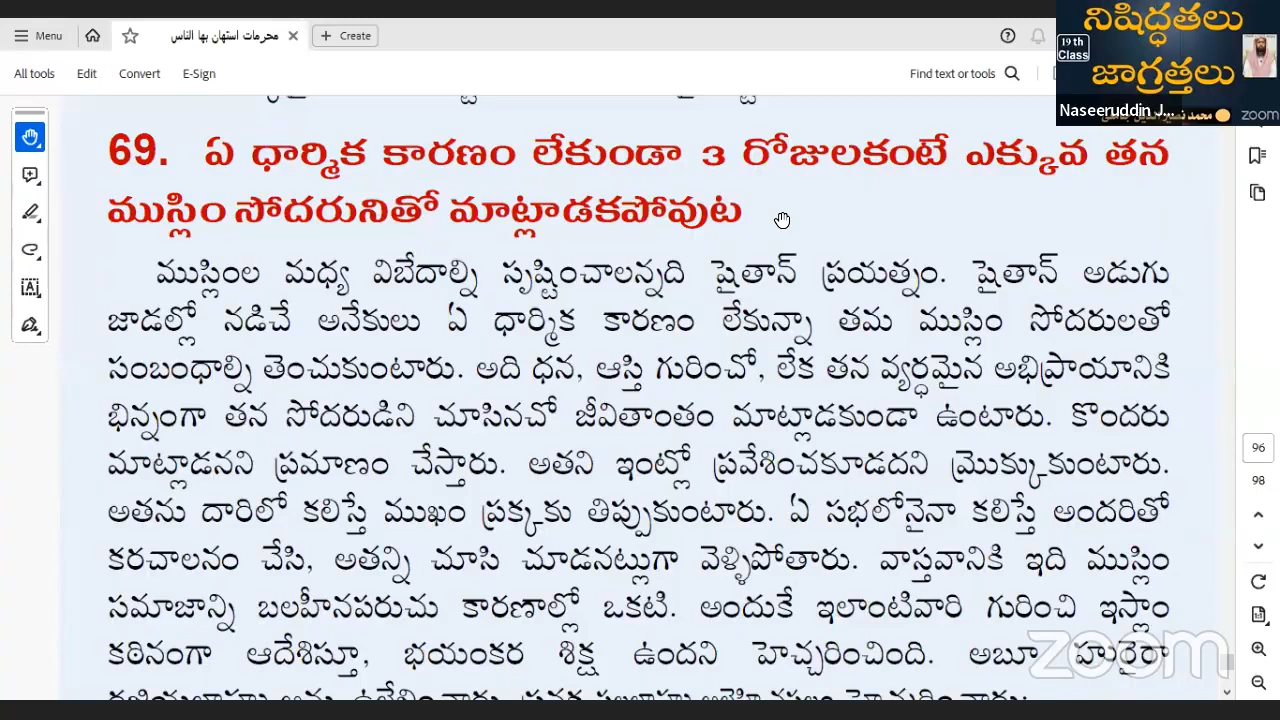 Menu
محرمات استهان بها الناس
Create
All tools
Edit
Convert
E-Sign
Find text or tools
నిషిద్ధతలు
19 th
Class
జాగ్రత్తలు
Naseeruddin J...
zoom
69. ఏ ధార్మిక కారణం లేకుండా 3 రోజులకంటే ఎక్కువ తన
ముస్లిం సోదరునితో మాట్లాడకపోవుట
ముస్లింల మధ్య విబేదాల్ని సృష్టించాలన్నది షైతాన్ ప్రయత్నం. షైతాన్ అడుగు
జాడల్లో నడిచే అనేకులు ఏ ధార్మిక కారణం లేకున్నా తమ ముస్లిం సోదరులతో
సంబంధాల్ని తెంచుకుంటారు. అది ధన, ఆస్తి గురించో, లేక తన వ్యర్థమైన అభిప్రాయానికి
భిన్నంగా తన సోదరుడిని చూసినచో జీవితాంతం మాట్లాడకుండా ఉంటారు. కొందరు
మాట్లాడనని ప్రమాణం చేస్తారు. అతని ఇంట్లో ప్రవేశించకూడదని మ్రొక్కుకుంటారు.
అతను దారిలో కలిస్తే ముఖం ప్రక్కకు తిప్పుకుంటారు. ఏ సభలోనైనా కలిస్తే అందరితో
కరచాలనం చేసి, అతన్ని చూసి చూడనట్లుగా వెళ్ళిపోతారు. వాస్తవానికి ఇది ముస్లిం
సమాజాన్ని బలహీనపరుచు కారణాల్లో ఒకటి. అందుకే ఇలాంటివారి గురించి ఇస్లాం
కఠినంగా ఆదేశిస్తూ, భయంకర శిక్ష ఉందని హెచ్చరించింది. అబూ హురైరా
96
98
zoom